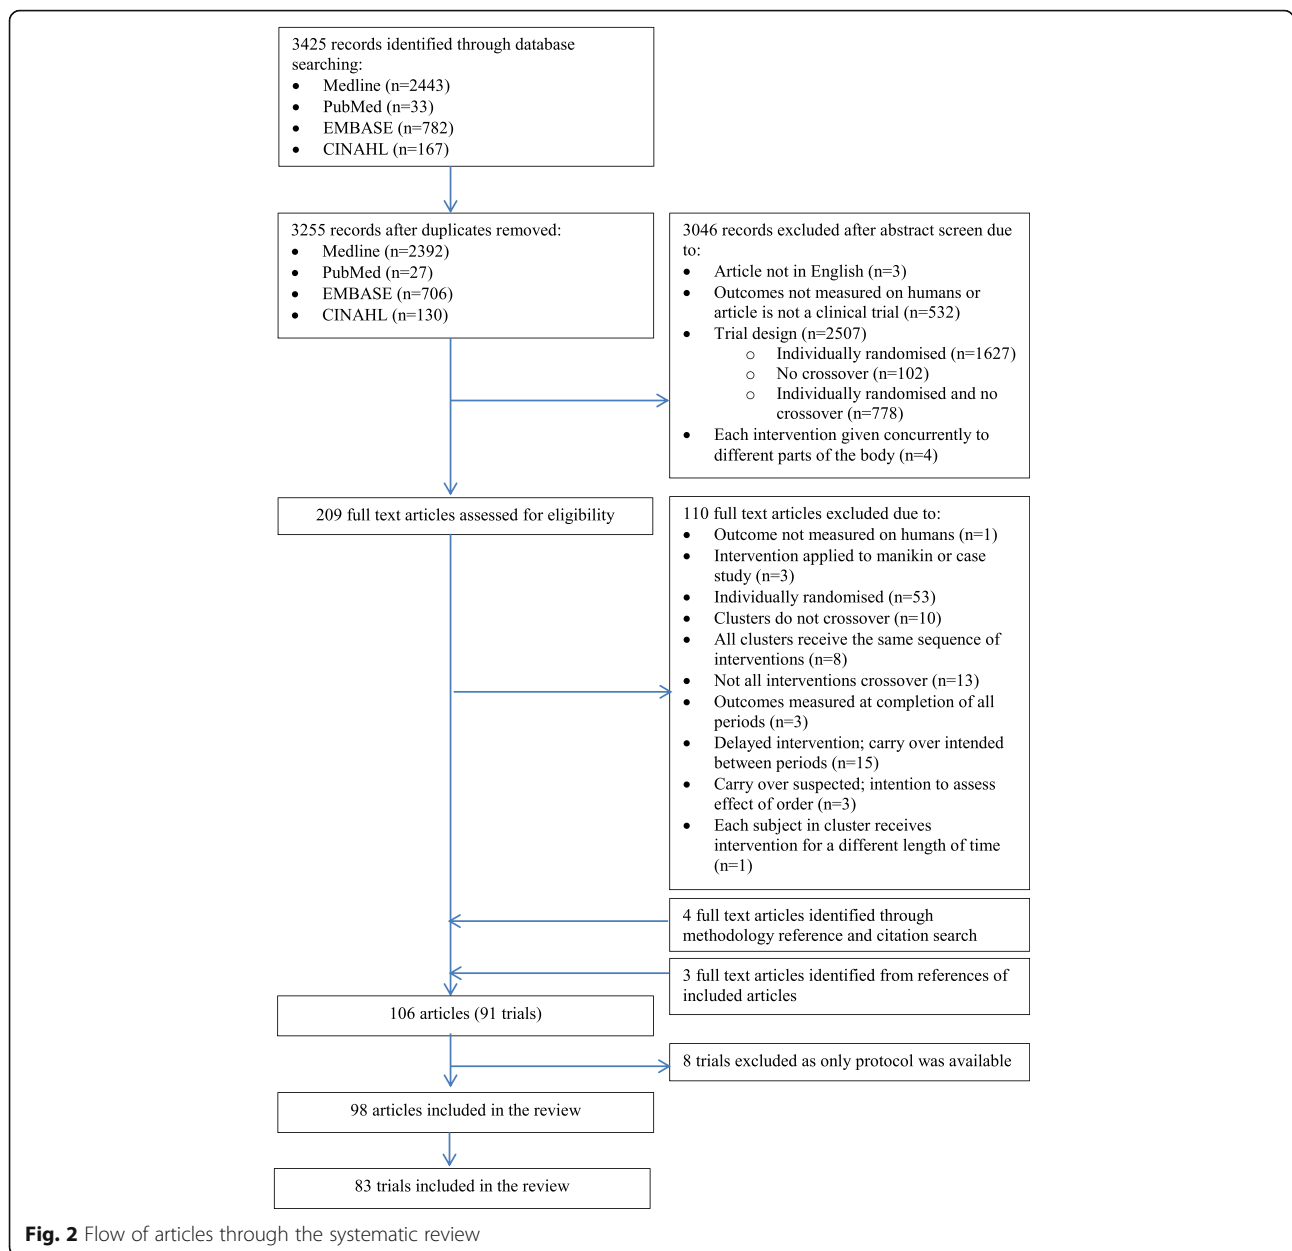 3425 records identified through database
searching:
• Medline (n=2443)
• PubMed (n=33)
• EMBASE (n=782)
• CINAHL (n=167)
3255 records after duplicates removed:
• Medline (n=2392)
• PubMed (n=27)
• EMBASE (n=706)
• CINAHL (n=130)
3046 records excluded after abstract screen due
to:
• Article not in English (n=3)
• Outcomes not measured on humans or
article is not a clinical trial (n=532)
• Trial design (n=2507)
o Individually randomised (n=1627)
o No crossover (n=102)
o Individually randomised and no
crossover (n=778)
• Each intervention given concurrently to
different parts of the body (n=4)
209 full text articles assessed for eligibility
110 full text articles excluded due to:
• Outcome not measured on humans (n=1)
• Intervention applied to manikin or case
study (n=3)
• Individually randomised (n=53)
• Clusters do not crossover (n=10)
• All clusters receive the same sequence of
interventions (n=8)
• Not all interventions crossover (n=13)
• Outcomes measured at completion of all
periods (n=3)
• Delayed intervention; carry over intended
between periods (n=15)
• Carry over suspected; intention to assess
effect of order (n=3)
• Each subject in cluster receives
intervention for a different length of time
(n=1)
4 full text articles identified through
methodology reference and citation search
3 full text articles identified from references of
included articles
106 articles (91 trials)
8 trials excluded as only protocol was available
98 articles included in the review
83 trials included in the review
Fig. 2 Flow of articles through the systematic review